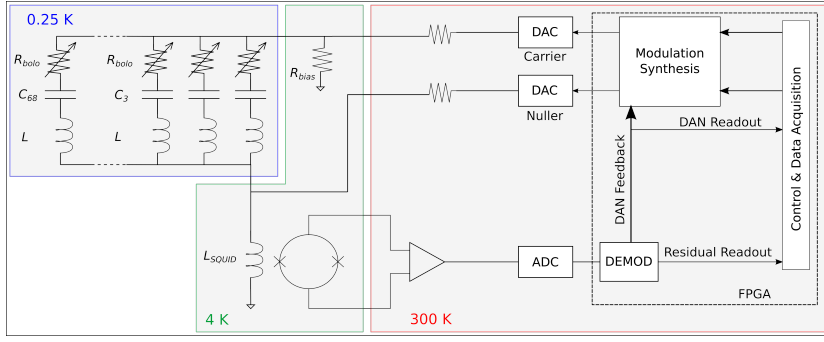 0.25 K
R_bolo
R_bolo
C_68
C_3
L
L
R_bias
DAC
Carrier
DAC
Nuller
Modulation
Synthesis
DAN Readout
DAN Feedback
Control & Data Acquisition
L_SQUID
ADC
DEMOD
Residual Readout
FPGA
4 K
300 K